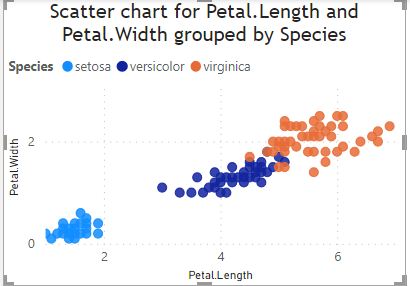 Scatter chart for Petal.Length and
Petal.Width grouped by Species
Species setosa versicolor virginica
2
Petal.Width
0
2 4 6
Petal.Length